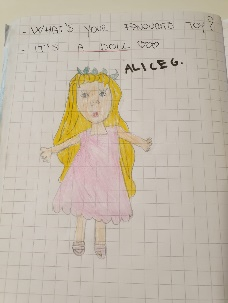 - WHAT'S YOUR FAVOURITE TOY?
- IT'S A DOLL ♡♡♡
ALICE G.